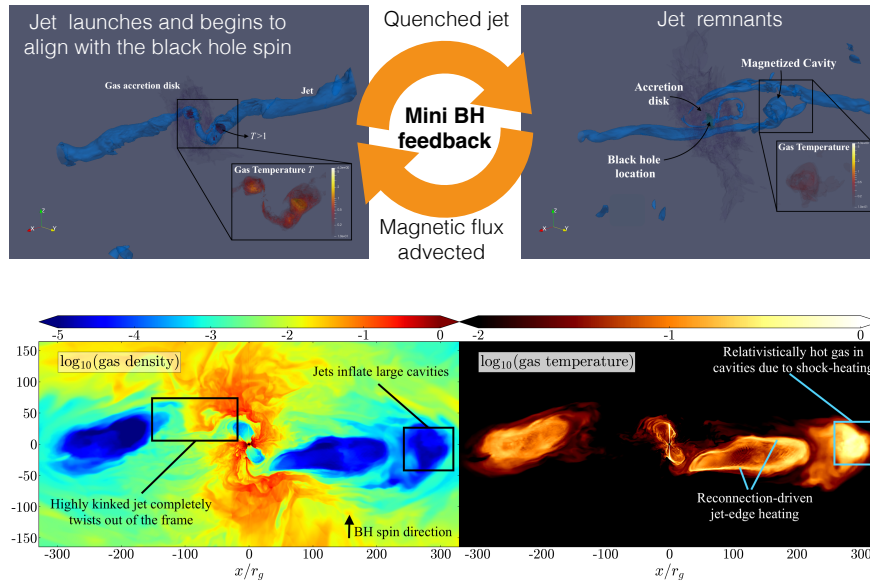 Jet launches and begins to
align with the black hole spin
Gas accretion disk
Jet
T>1
Gas Temperature T
Quenched jet
Mini BH
feedback
Magnetic flux
advected
Jet remnants
Magnetized Cavity
Accretion
disk
Black hole
location
Gas Temperature
Z
X
Y
Z
X
Y
-5
-4
-3
-2
-1
0
-2
-1
0
150
100
50
0
-50
-100
-150
log10(gas density)
Jets inflate large cavities
Highly kinked jet completely
twists out of the frame
BH spin direction
log10(gas temperature)
Relativistically hot gas in
cavities due to shock-heating
Reconnection-driven
jet-edge heating
-300
-200
-100
0
100
200
300
x/rg
-300
-200
-100
0
100
200
300
x/rg